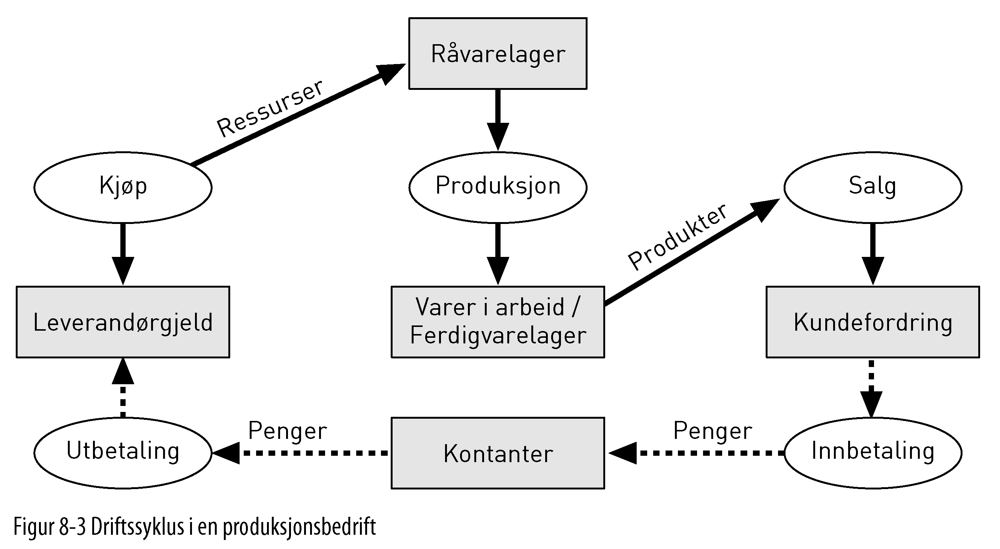 Råvarelager
Ressurser
Kjøp
Produksjon
Salg
Produkter
Leverandørgjeld
Varer i arbeid /
Ferdigvarelager
Kundefordring
Utbetaling
Penger
Kontanter
Penger
Innbetaling
Figur 8-3 Driftssyklus i en produksjonsbedrift